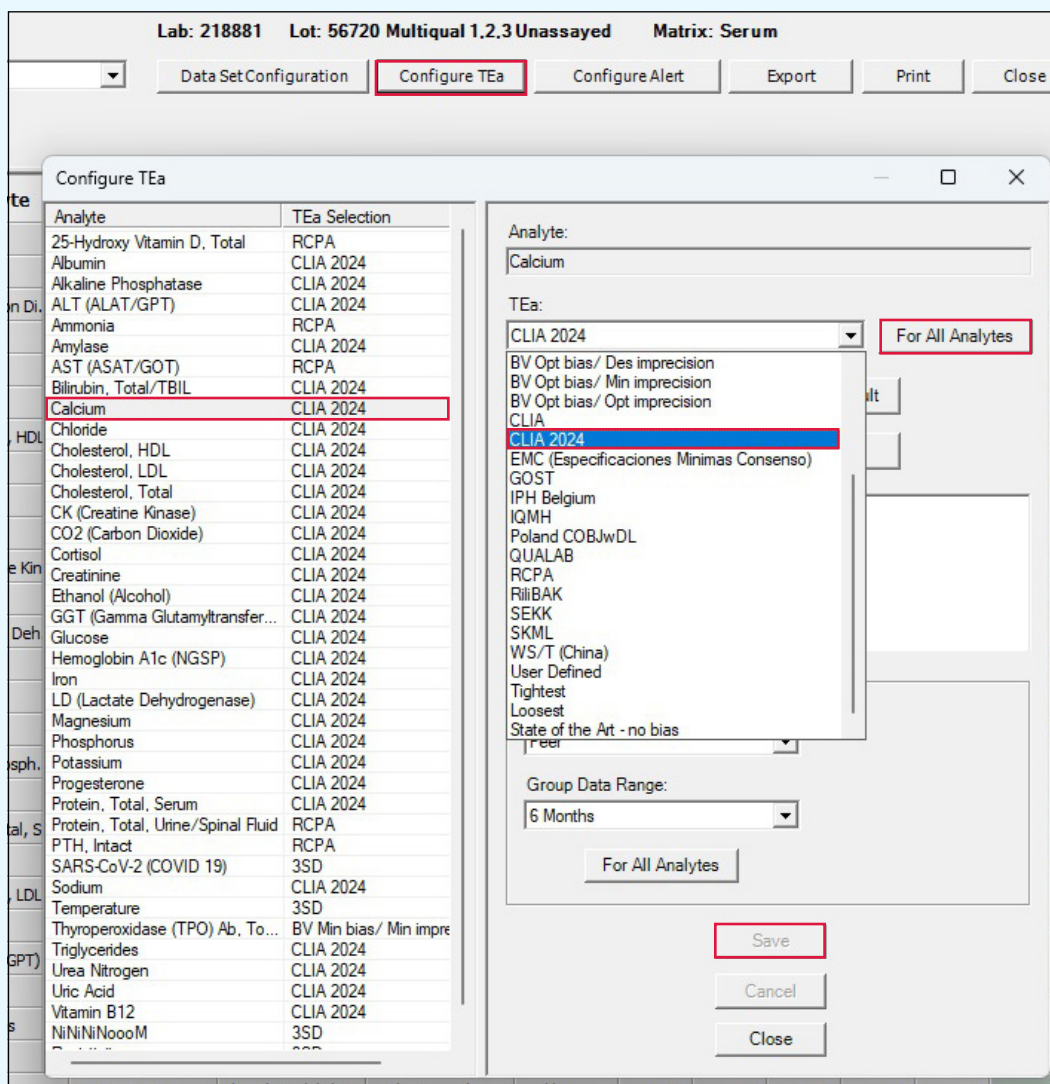 Lab: 218881 Lot: 56720 Multiqual 1,2,3 Unassayed Matrix: Serum
Data Set Configuration Configure TEa Configure Alert Export Print Close
Configure TEa
Analyte TEa Selection
25-Hydroxy Vitamin D, Total RCPA
Albumin CLIA 2024
Alkaline Phosphatase CLIA 2024
ALT (ALAT/GPT) CLIA 2024
Ammonia RCPA
Amylase CLIA 2024
AST (ASAT/GOT) RCPA
Bilirubin, Total/TBIL CLIA 2024
Calcium CLIA 2024
Chloride CLIA 2024
Cholesterol, HDL CLIA 2024
Cholesterol, LDL CLIA 2024
Cholesterol, Total CLIA 2024
CK (Creatine Kinase) CLIA 2024
CO2 (Carbon Dioxide) CLIA 2024
Cortisol CLIA 2024
Creatinine CLIA 2024
Ethanol (Alcohol) CLIA 2024
GGT (Gamma Glutamyltransfer... CLIA 2024
Glucose CLIA 2024
Hemoglobin A1c (NGSP) CLIA 2024
Iron CLIA 2024
LD (Lactate Dehydrogenase) CLIA 2024
Magnesium CLIA 2024
Phosphorus CLIA 2024
Potassium CLIA 2024
Progesterone CLIA 2024
Protein, Total, Serum CLIA 2024
Protein, Total, Urine/Spinal Fluid RCPA
PTH, Intact RCPA
SARS-CoV-2 (COVID 19) 3SD
Sodium CLIA 2024
Temperature 3SD
Thyroperoxidase (TPO) Ab, To... BV Min bias/ Min impre
Triglycerides CLIA 2024
Urea Nitrogen CLIA 2024
Uric Acid CLIA 2024
Vitamin B12 CLIA 2024
NiNiNiNoooM 3SD
Analyte:
Calcium
TEa:
CLIA 2024 For All Analytes
BV Opt bias/ Des imprecision
BV Opt bias/ Min imprecision
BV Opt bias/ Opt imprecision
CLIA
CLIA 2024
EMC (Especificaciones Minimas Consenso)
GOST
IPH Belgium
IQMH
Poland COBJwDL
QUALAB
RCPA
RiliBAK
SEKK
SKML
WS/T (China)
User Defined
Tightest
Loosest
State of the Art - no bias
Peer
Group Data Range:
6 Months
For All Analytes
Save
Cancel
Close